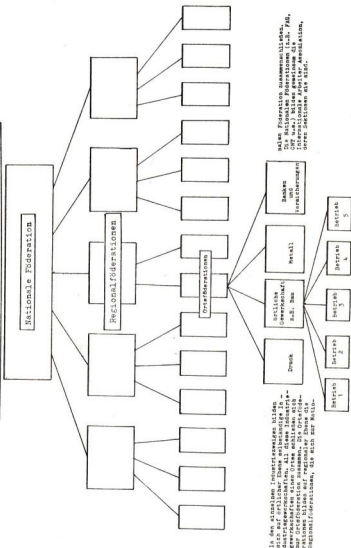 Nationale Föderation
Regionalföderationen
Ortsföderationen
Druck
örtliche
Gewerkschaft
z.B. Bau
Metall
Banken
und
Versicherungen
Betrieb
1
Betrieb
2
Betrieb
3
Betrieb
4
Betrieb
5
In den einzelnen Industriezweigen bilden
sich auf örtlicher Ebene selbständige In-
dustriegewerkschaften. All diese Industrie-
gewerkschaften eines Ortes schließen sich
zur Ortsföderation zusammen. Die Ortsföde-
rationen bilden auf regionaler Ebene die
Regionalföderationen, die sich zur Natio-
nalen Föderation zusammenschließen.
Die Nationalen Föderationen (z.B. FAU,
CNT u.a.) bilden gemeinsam die
Internationale Arbeiter Assoziation,
deren Sektionen sie sind.